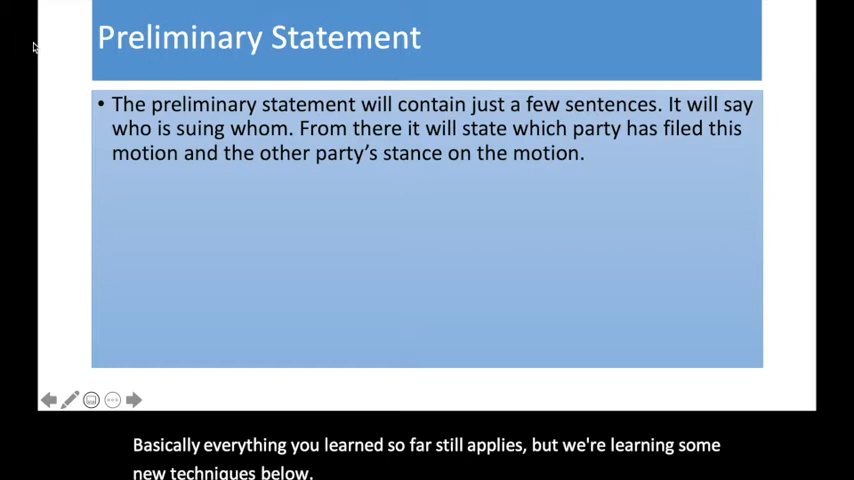 Preliminary Statement
• The preliminary statement will contain just a few sentences. It will say
who is suing whom. From there it will state which party has filed this
motion and the other party’s stance on the motion.
Basically everything you learned so far still applies, but we're learning some
new techniques below.